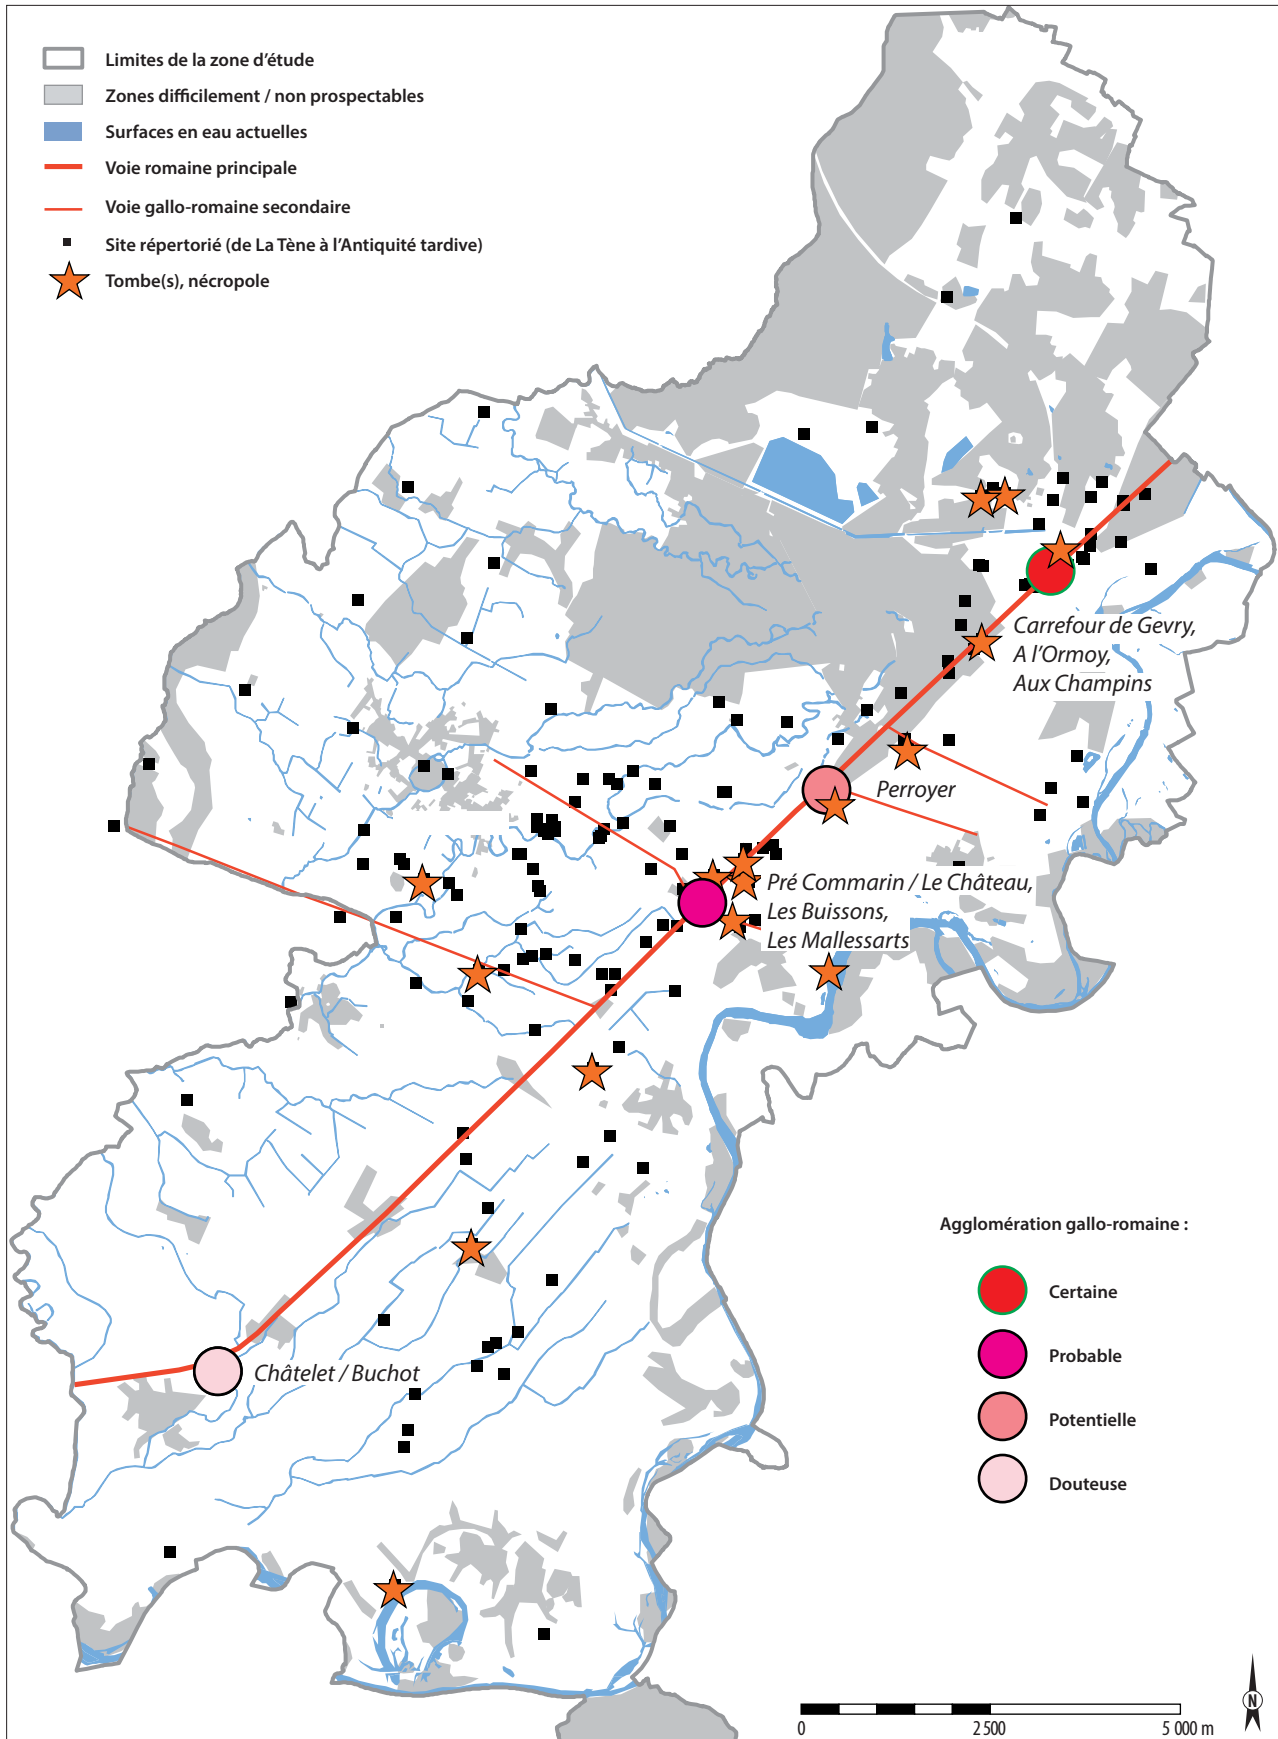 Limites de la zone d'étude
Zones difficilement / non prospectables
Surfaces en eau actuelles
Voie romaine principale
Voie gallo-romaine secondaire
Site répertorié (de La Tène à l'Antiquité tardive)
Tombe(s), nécropole
Carrefour de Gevry,
A l'Ormoy,
Aux Champins
Perroyer
Pré Commarin / Le Château,
Les Buissons,
Les Mallessarts
Châtelet / Buchot
Agglomération gallo-romaine :
Certaine
Probable
Potentielle
Douteuse
N
0 2 500 5 000 m